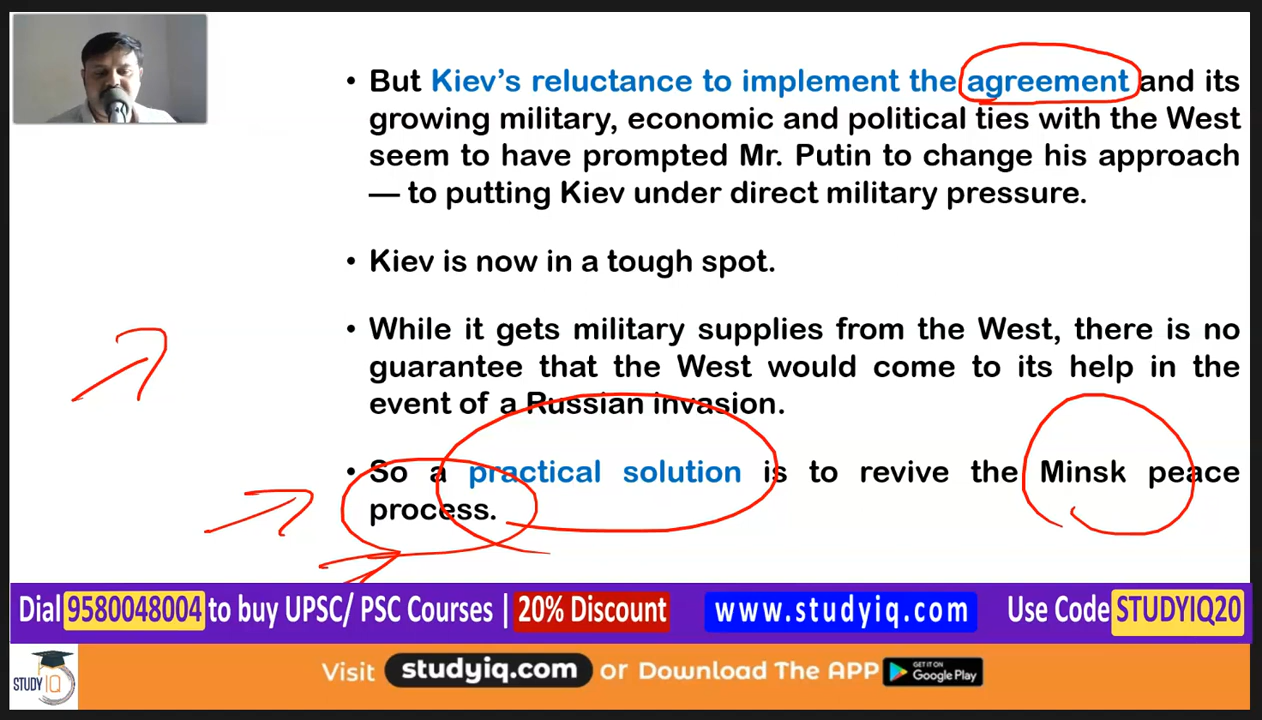 • But Kiev's reluctance to implement the agreement and its
growing military, economic and political ties with the West
seem to have prompted Mr. Putin to change his approach
— to putting Kiev under direct military pressure.
• Kiev is now in a tough spot.
• While it gets military supplies from the West, there is no
guarantee that the West would come to its help in the
event of a Russian invasion.
• So a practical solution is to revive the Minsk peace
process.
Dial 9580048004 to buy UPSC/ PSC Courses | 20% Discount www.studyiq.com Use Code STUDYIQ20
STUDY IQ Visit studyiq.com or Download The APP GET IT ON Google Play